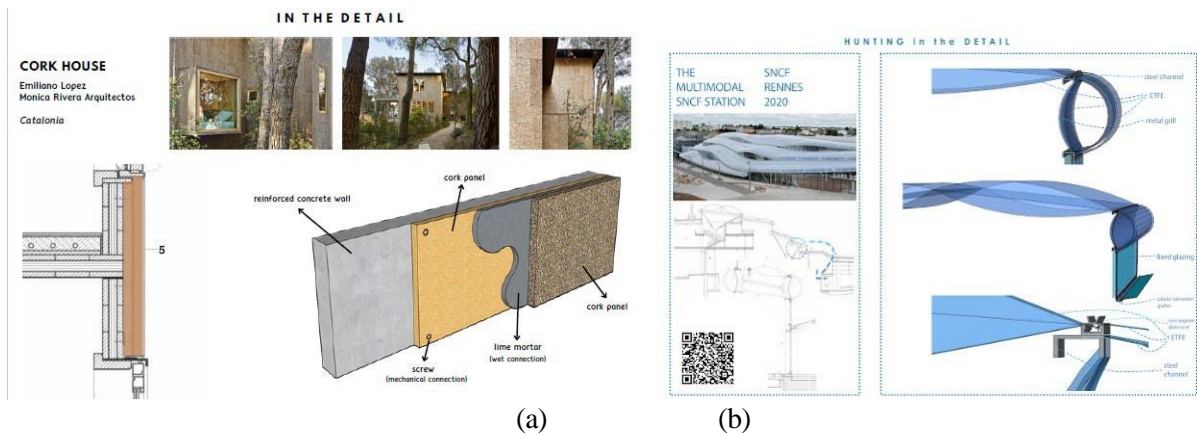 IN THE DETAIL
CORK HOUSE
Emiliano Lopez
Monica Rivera Arquitectos
Catalonia
5
reinforced concrete wall
cork panel
cork panel
lime mortar
(wet connection)
screw
(mechanical connection)
(a)
HUNTING in the DETAIL
THE
MULTIMODAL
SNCF STATION
SNCF
RENNES
2020
steel channel
ETFE
metal grill
fixed glazing
gutter
ETFE
steel
channel
(b)